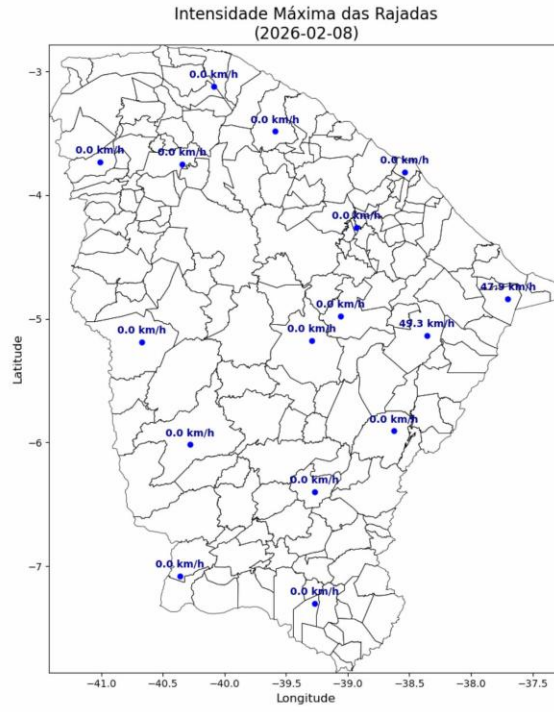 Intensidade Máxima das Rajadas
(2026-02-08)
0.0 km/h
0.0 km/h
0.0 km/h
0.0 km/h
0.0 km/h
0.0 km/h
47.9 km/h
0.0 km/h
49.3 km/h
0.0 km/h
0.0 km/h
0.0 km/h
0.0 km/h
0.0 km/h
0.0 km/h
0.0 km/h
−3
−4
−5
−6
−7
Latitude
−41.0
−40.5
−40.0
−39.5
−39.0
−38.5
−38.0
−37.5
Longitude